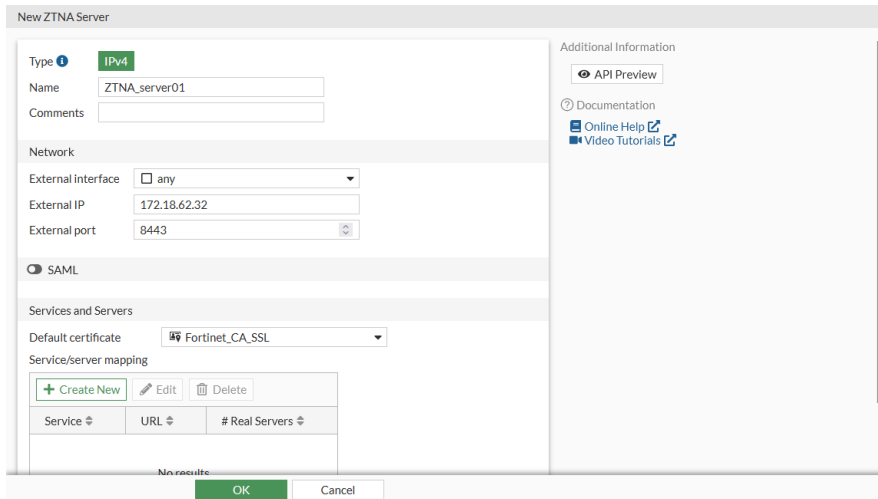 New ZTNA Server
Type IPv4
Name ZTNA_server01
Comments
Network
External interface any
External IP 172.18.62.32
External port 8443
SAML
Services and Servers
Default certificate Fortinet_CA_SSL
Service/server mapping
Create New Edit Delete
Service URL # Real Servers
No results
OK Cancel
Additional Information
API Preview
Documentation
Online Help
Video Tutorials